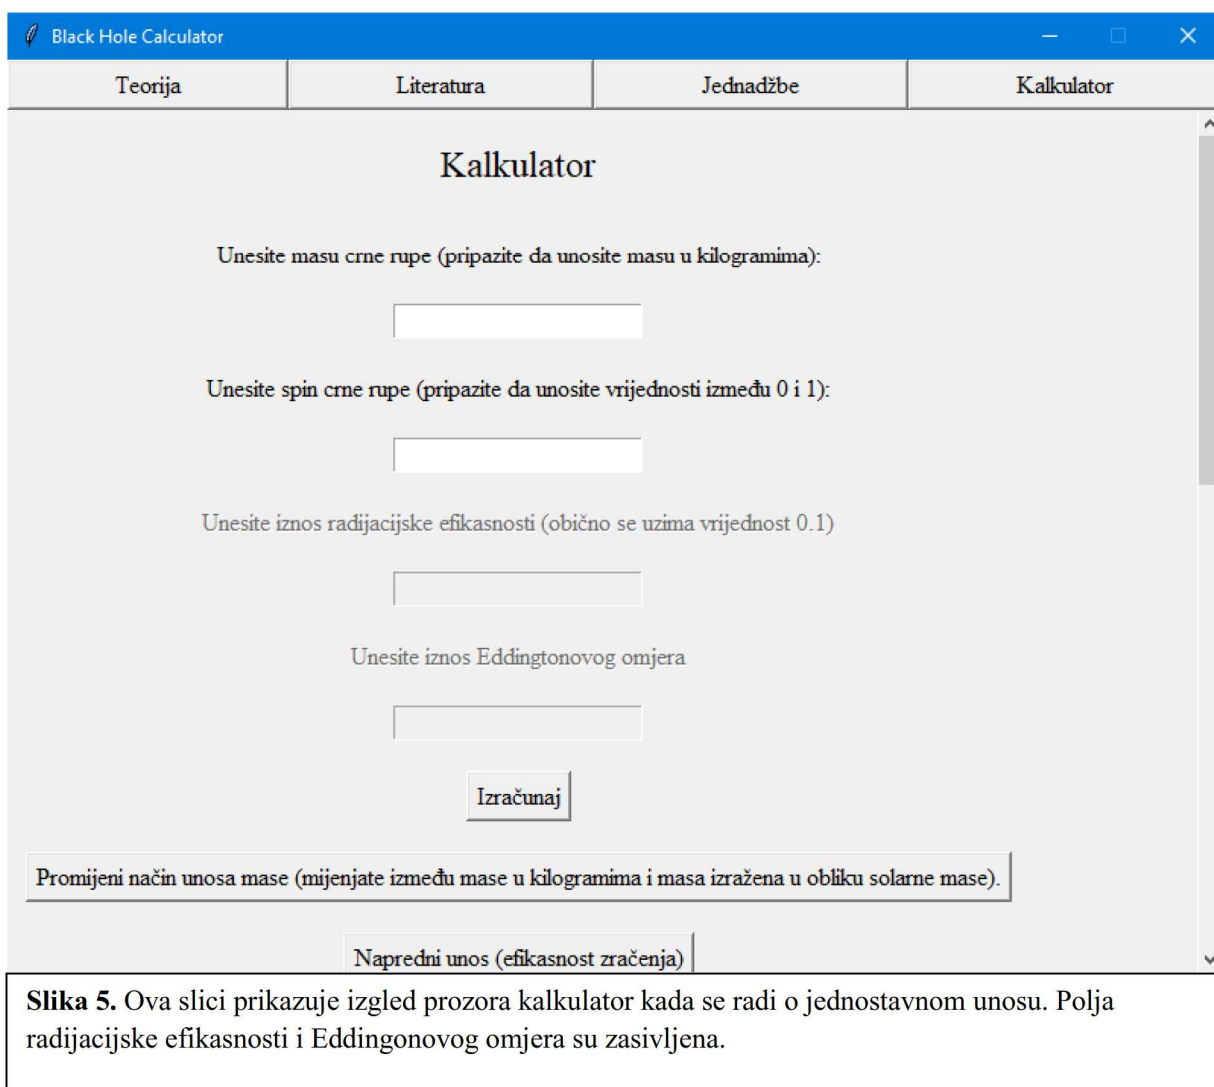 Black Hole Calculator
Teorija Literatura Jednadžbe Kalkulator
Kalkulator
Unesite masu crne rupe (pripazite da unosite masu u kilogramima):
Unesite spin crne rupe (pripazite da unosite vrijednosti između 0 i 1):
Unesite iznos radijacijske efikasnosti (obično se uzima vrijednost 0.1)
Unesite iznos Eddingtonovog omjera
Izračunaj
Promijeni način unosa mase (mijenjate između mase u kilogramima i masa izražena u obliku solarne mase).
Napredni unos (efikasnost zračenja)
Slika 5. Ova slici prikazuje izgled prozora kalkulator kada se radi o jednostavnom unosu. Polja
radijacijske efikasnosti i Eddingonovog omjera su zasivljena.